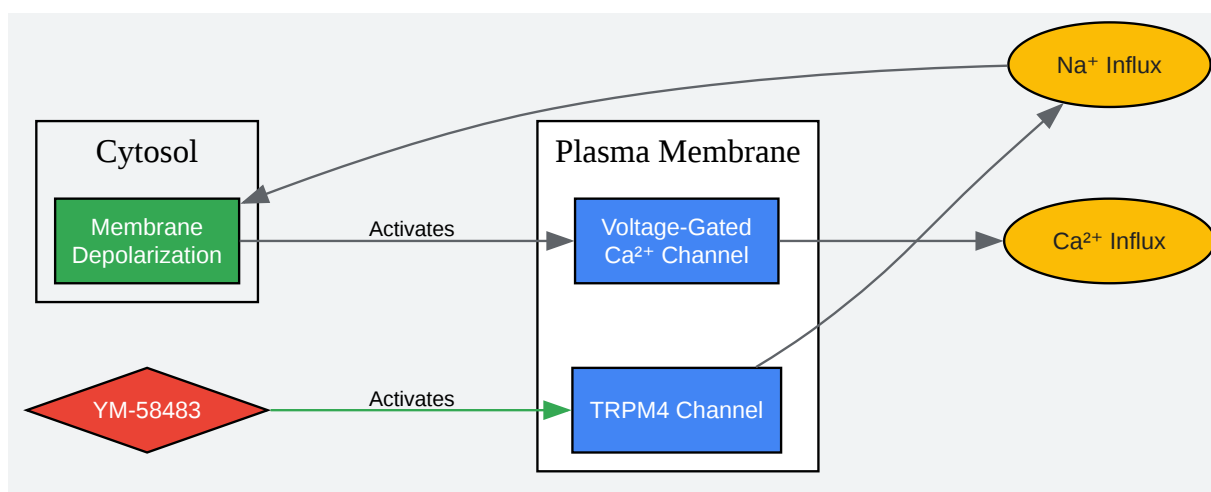 Na⁺ Influx
Cytosol
Plasma Membrane
Membrane
Depolarization
Activates
Voltage-Gated
Ca²⁺ Channel
Ca²⁺ Influx
YM-58483
Activates
TRPM4 Channel